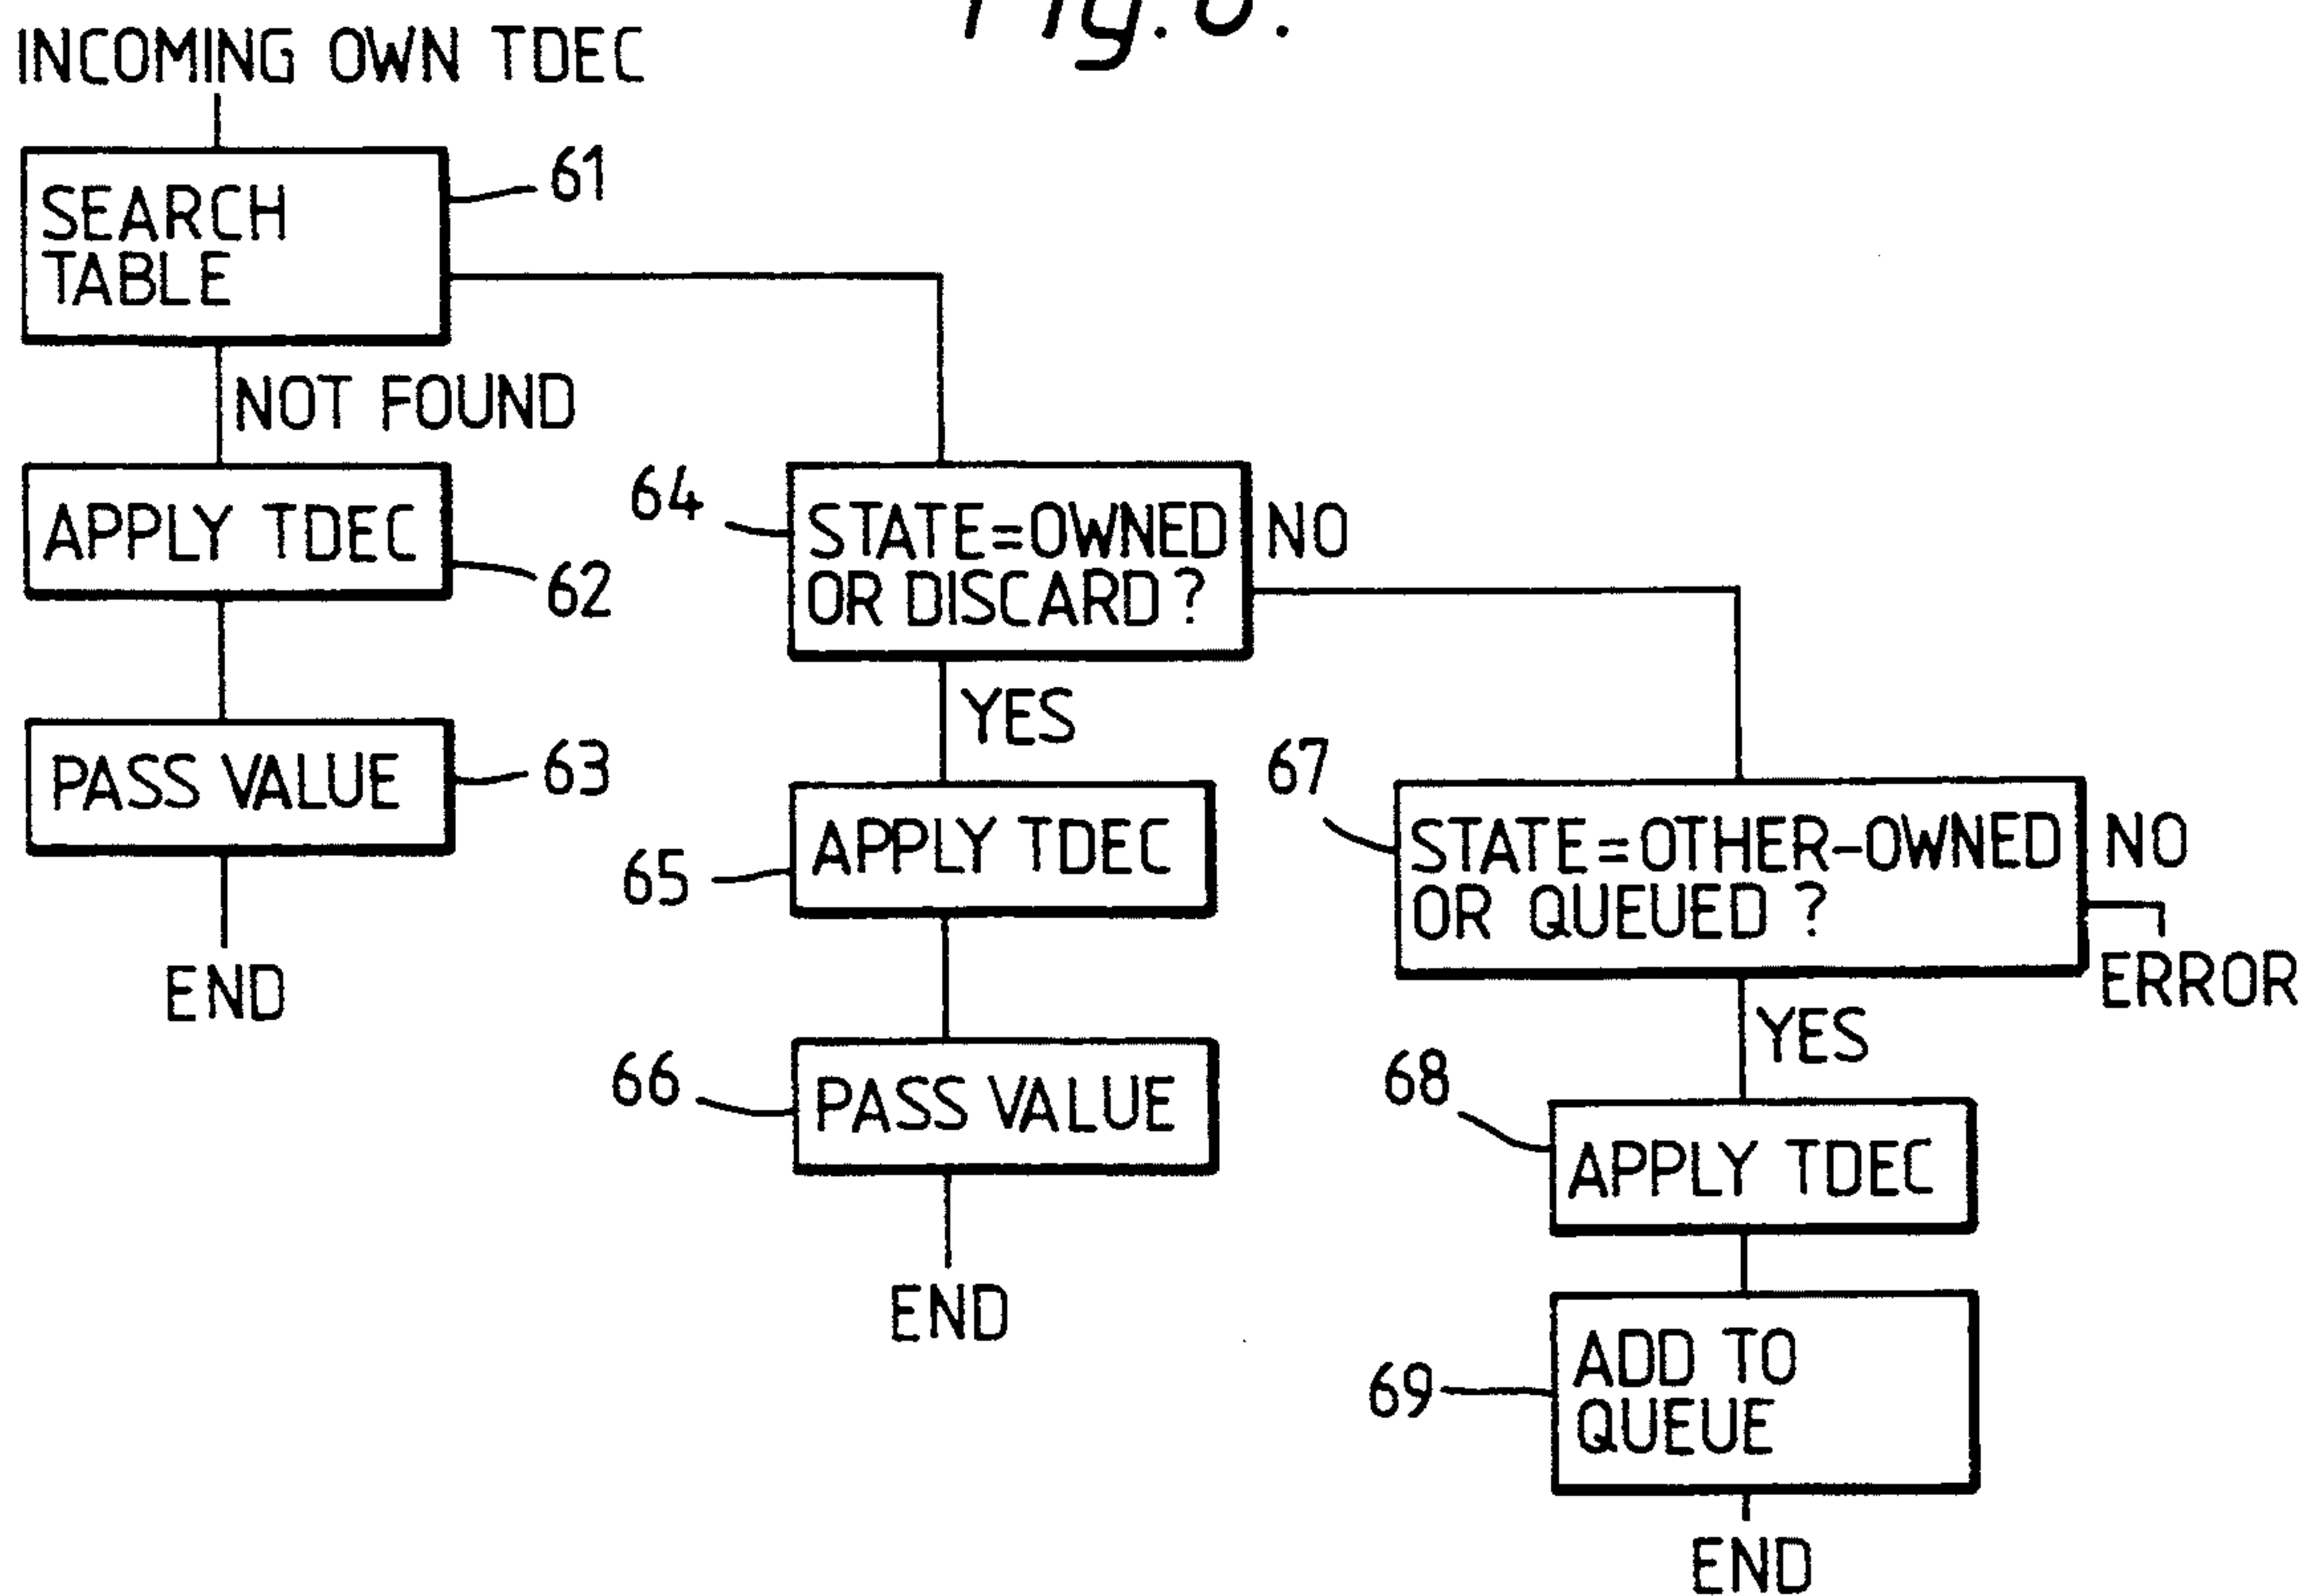 Fig. 6.
INCOMING OWN TDEC
SEARCH
TABLE
61
NOT FOUND
APPLY TDEC
62
PASS VALUE
63
END
64
STATE=OWNED
OR DISCARD?
NO
YES
65
APPLY TDEC
66
PASS VALUE
END
67
STATE=OTHER-OWNED
OR QUEUED?
NO
ERROR
YES
68
APPLY TDEC
69
ADD TO
QUEUE
END